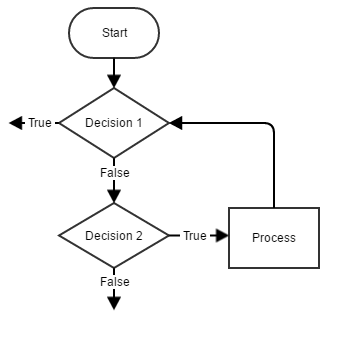 Start
True
Decision 1
False
Decision 2
True
Process
False